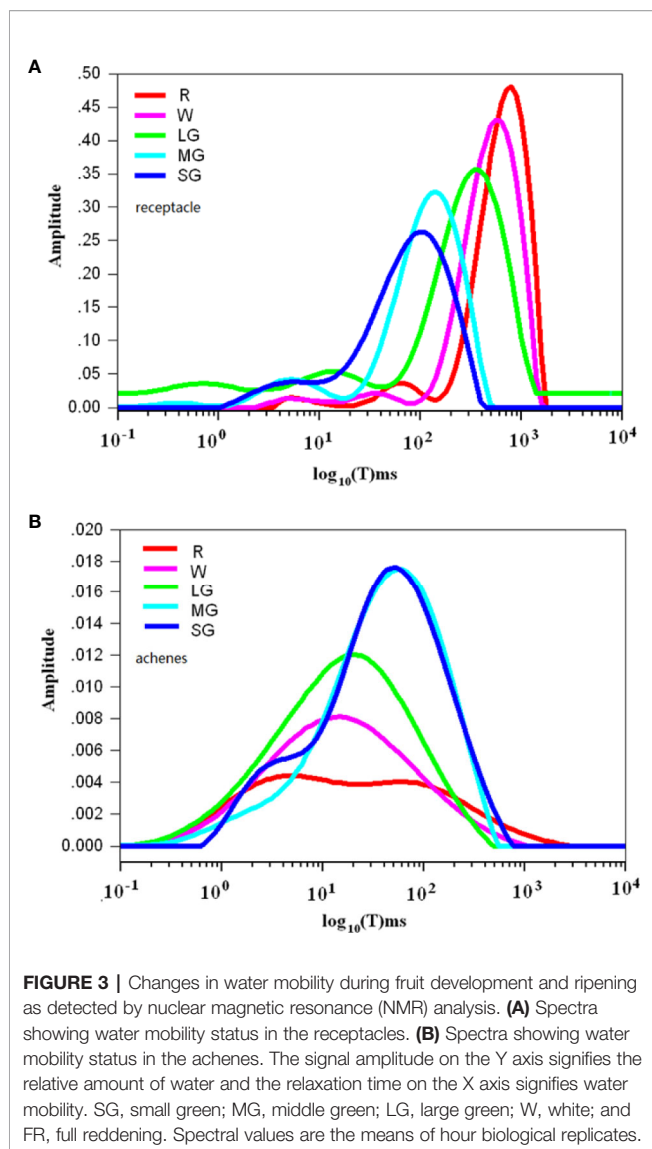 A
.50
.45
.40
.35
.30
.25
.20
.15
.10
.05
0.00
Amplitude
R
W
LG
MG
SG
receptacle
10-1 100 101 102 103 104
log10(T)ms
B
.020
.018
.016
.014
.012
.010
.008
.006
.004
.002
0.000
Amplitude
R
W
LG
MG
SG
achenes
.10-1 100 101 102 103 104
log10(T)ms
FIGURE 3 | Changes in water mobility during fruit development and ripening
as detected by nuclear magnetic resonance (NMR) analysis. (A) Spectra
showing water mobility status in the receptacles. (B) Spectra showing water
mobility status in the achenes. The signal amplitude on the Y axis signifies the
relative amount of water and the relaxation time on the X axis signifies water
mobility. SG, small green; MG, middle green; LG, large green; W, white; and
FR, full reddening. Spectral values are the means of hour biological replicates.